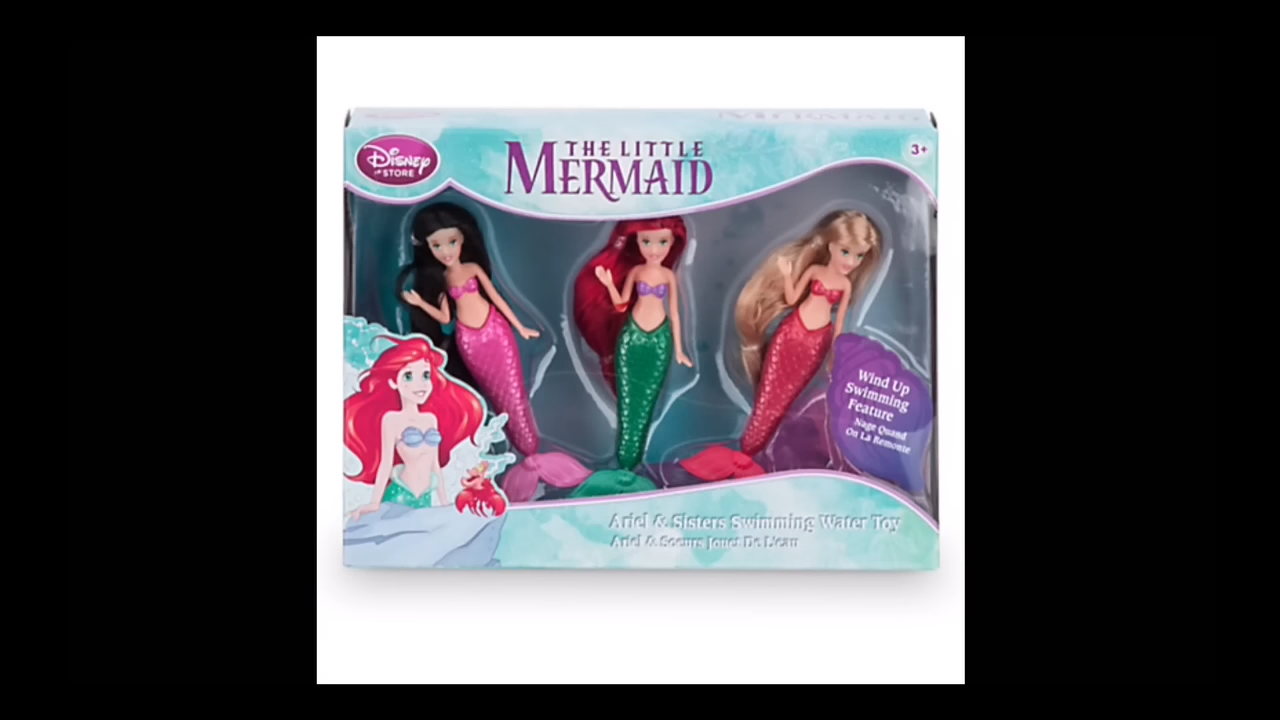 Disney
STORE
THE LITTLE
MERMAID
3+
Wind Up
Swimming
Feature
Nage Quand
On La Remonte
Ariel & Sisters Swimming Water Toy
Ariel & Soeurs Jouet De L'eau